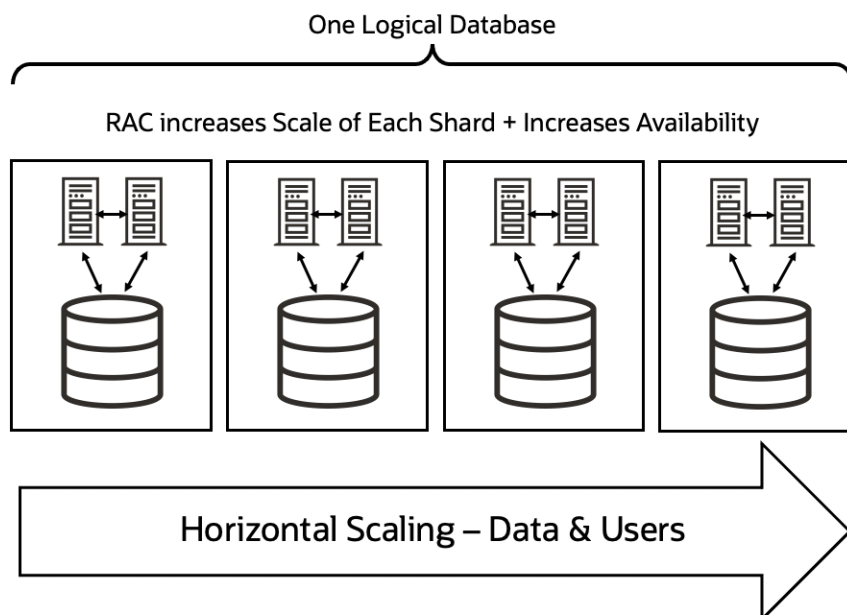 One Logical Database
RAC increases Scale of Each Shard + Increases Availability
Horizontal Scaling – Data & Users